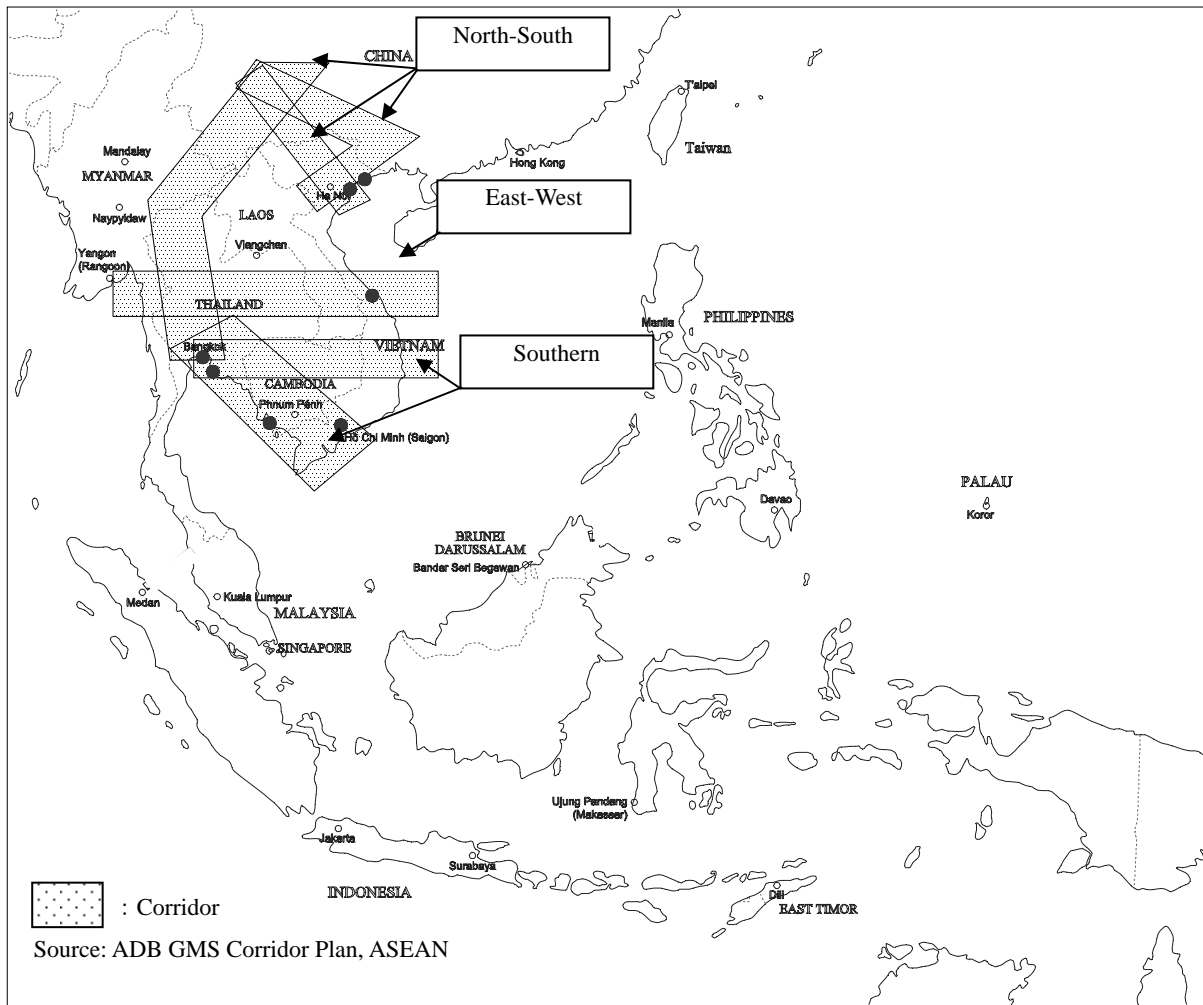 North-South
CHINA
T'aipei
Taiwan
Hong Kong
Mandalay
MYANMAR
Ha Noi
East-West
Naypyidaw
LAOS
Viangchan
Yangon
(Rangoon)
THAILAND
Manila
PHILIPPINES
Bangkok
VIETNAM
Southern
CAMBODIA
Phnum Pénh
Ho Chi Minh (Saigon)
PALAU
Koror
Davao
BRUNEI
DARUSSALAM
Bandar Seri Begawan
Medan
Kuala Lumpur
MALAYSIA
SINGAPORE
Ujung Pandang
(Makassar)
Jakarta
Surabaya
INDONESIA
Dili
EAST TIMOR
: Corridor
Source: ADB GMS Corridor Plan, ASEAN